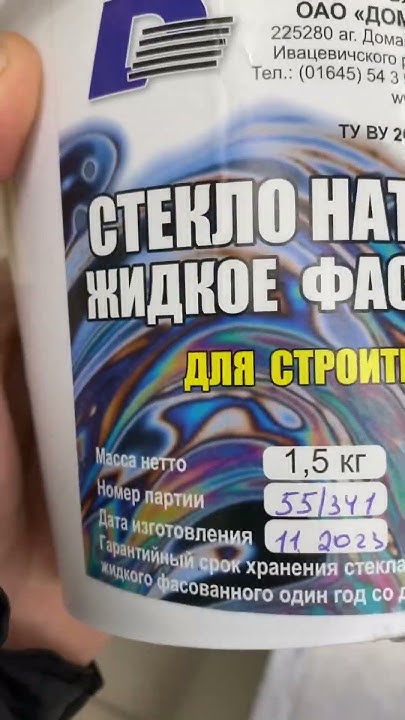 ОАО «ДОМ
225280 аг. Дома
Ивацевичского р
Тел.: (01645) 54 3
w
ТУ ВУ 20
СТЕКЛО НАТ
ЖИДКОЕ ФАС
ДЛЯ СТРОИТ
Масса нетто 1,5 кг
Номер партии 55/341
Дата изготовления 11 2023
Гарантийный срок хранения стекла
жидкого фасованного один год со д